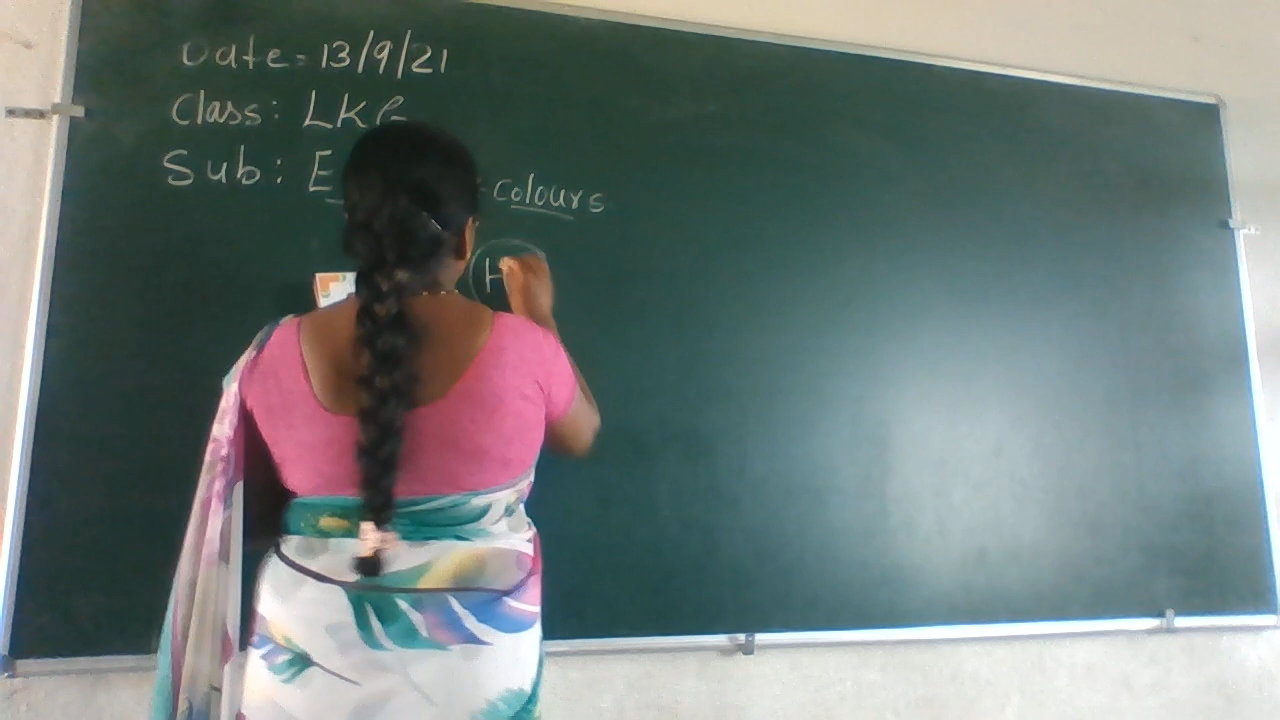 Date - 13/9/21
Class: LKG
Sub: E
- colours
H